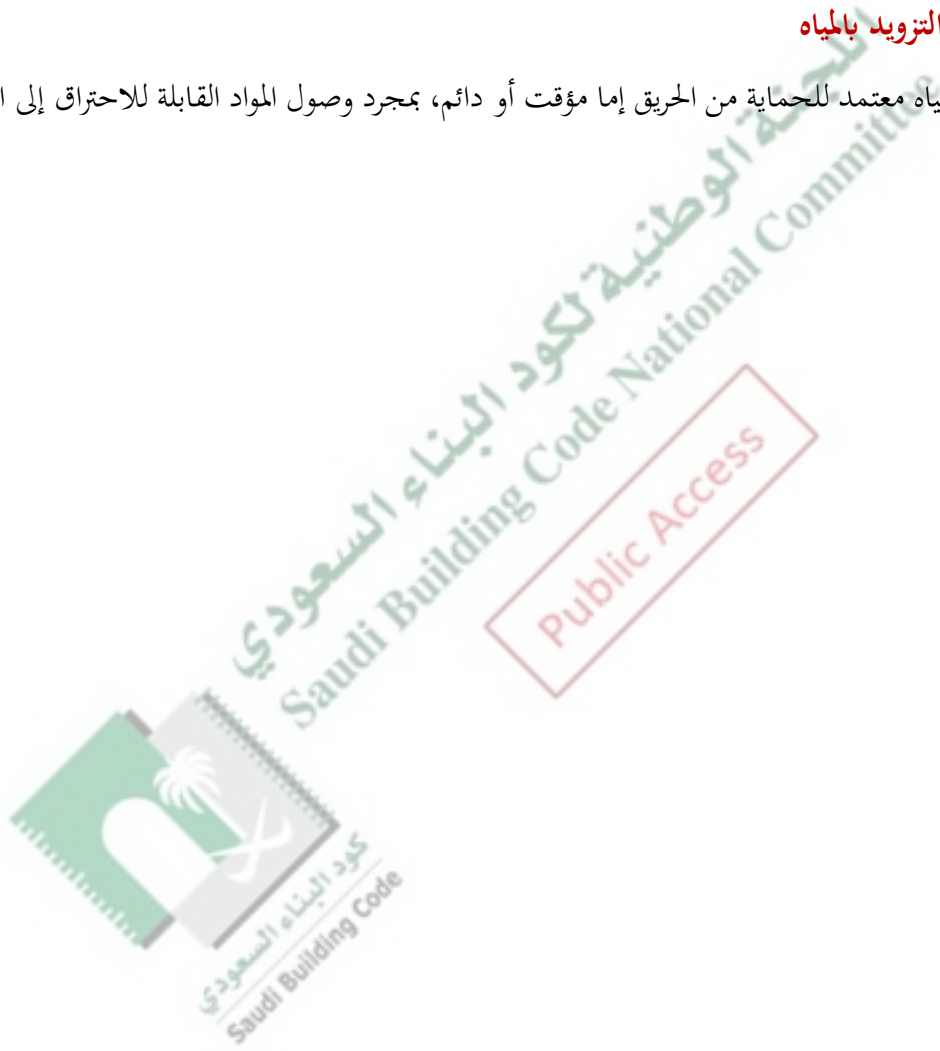 التزويد بالمياه
ياه معتمد للحماية من الحريق إما مؤقت أو دائم، بمجرد وصول المواد القابلة للاحتراق إلى ا
اللجنة الوطنية لكود البناء السعودي
Saudi Building Code National Committee
Public Access
كود البناء السعودي
Saudi Building Code